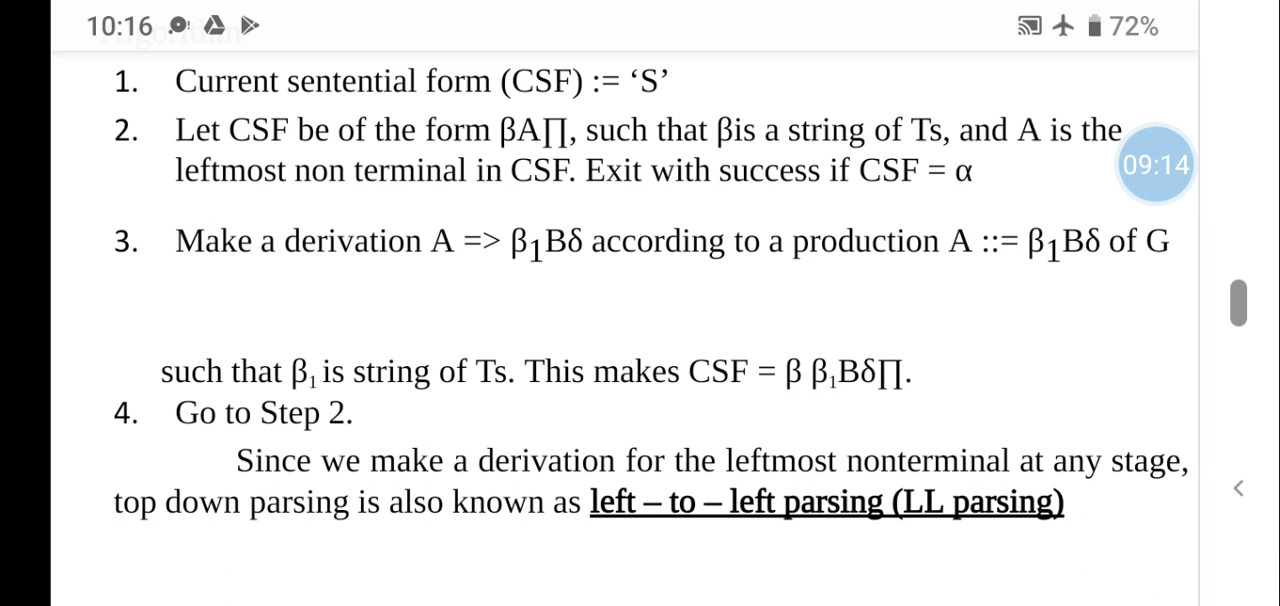 10:16
72%
Algorithm
1. Current sentential form (CSF) := ‘S’
2. Let CSF be of the form βA∏, such that βis a string of Ts, and A is the
leftmost non terminal in CSF. Exit with success if CSF = α
09:14
3. Make a derivation A => β₁Bδ according to a production A ::= β₁Bδ of G
such that β₁ is string of Ts. This makes CSF = β β₁Bδ∏.
4. Go to Step 2.
Since we make a derivation for the leftmost nonterminal at any stage,
top down parsing is also known as left – to – left parsing (LL parsing)